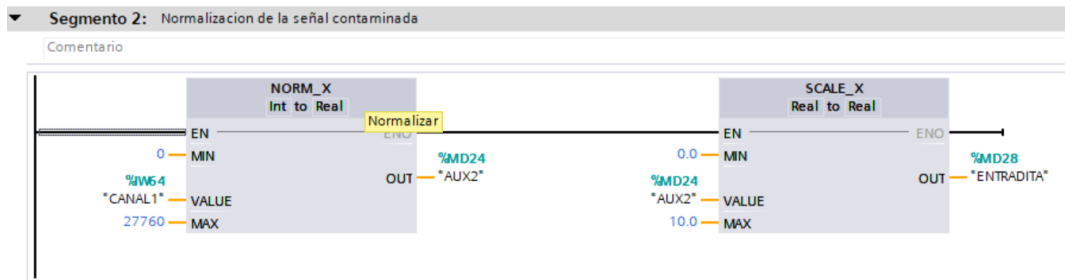 Segmento 2: Normalizacion de la señal contaminada
Comentario
NORM_X
Int to Real
Normalizar
EN
ENO
0 MIN
%IW64
"CANAL1" VALUE
27760 MAX
%MD24
OUT "AUX2"
SCALE_X
Real to Real
EN ENO
0.0 MIN
%MD24
"AUX2" VALUE
10.0 MAX
%MD28
OUT "ENTRADITA"